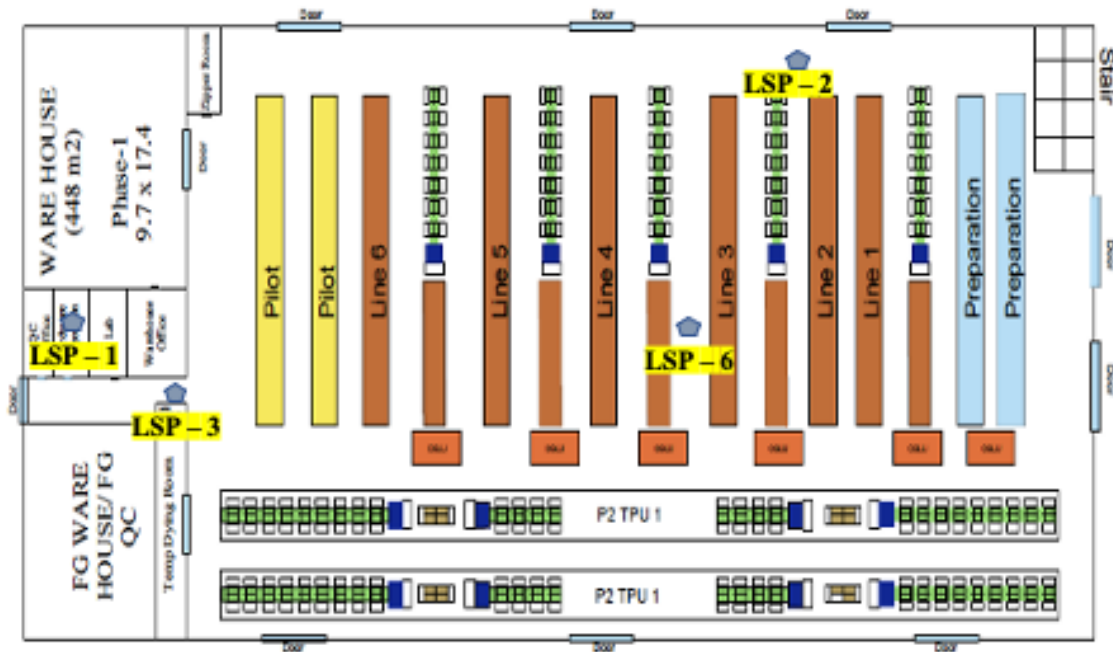 Door
Door
Door
Stair
Zipper Room
LSP – 2
WARE HOUSE
(448 m2)
Phase-1
9.7 x 17.4
Door
Pilot
Pilot
Line 6
Line 5
Line 4
Line 3
Line 2
Line 1
Preparation
Preparation
Door
QC
Lab
Warehouse
Office
LSP – 1
LSP – 6
Door
Door
LSP – 3
FG WARE
HOUSE/ FG
QC
Temp Dying Room
P2 TPU 1
P2 TPU 1
Door
Door
Door